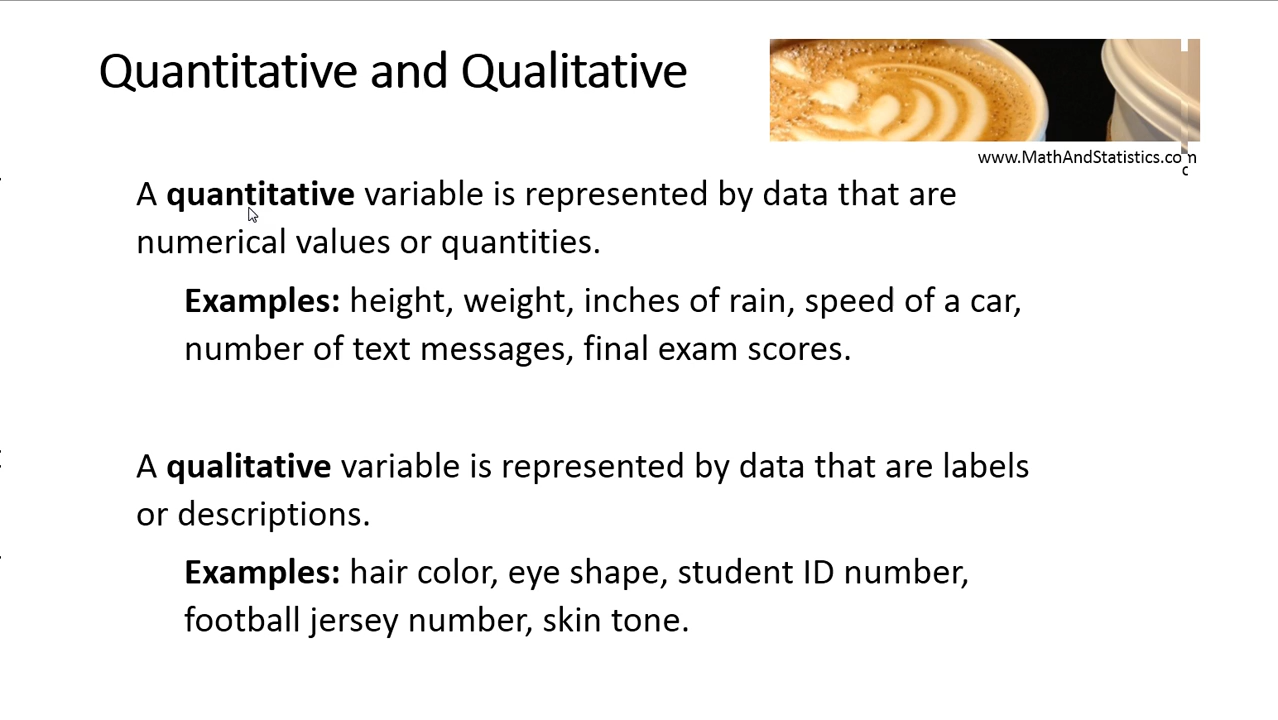 Quantitative and Qualitative
www.MathAndStatistics.com
A quantitative variable is represented by data that are
numerical values or quantities.
Examples: height, weight, inches of rain, speed of a car,
number of text messages, final exam scores.
A qualitative variable is represented by data that are labels
or descriptions.
Examples: hair color, eye shape, student ID number,
football jersey number, skin tone.